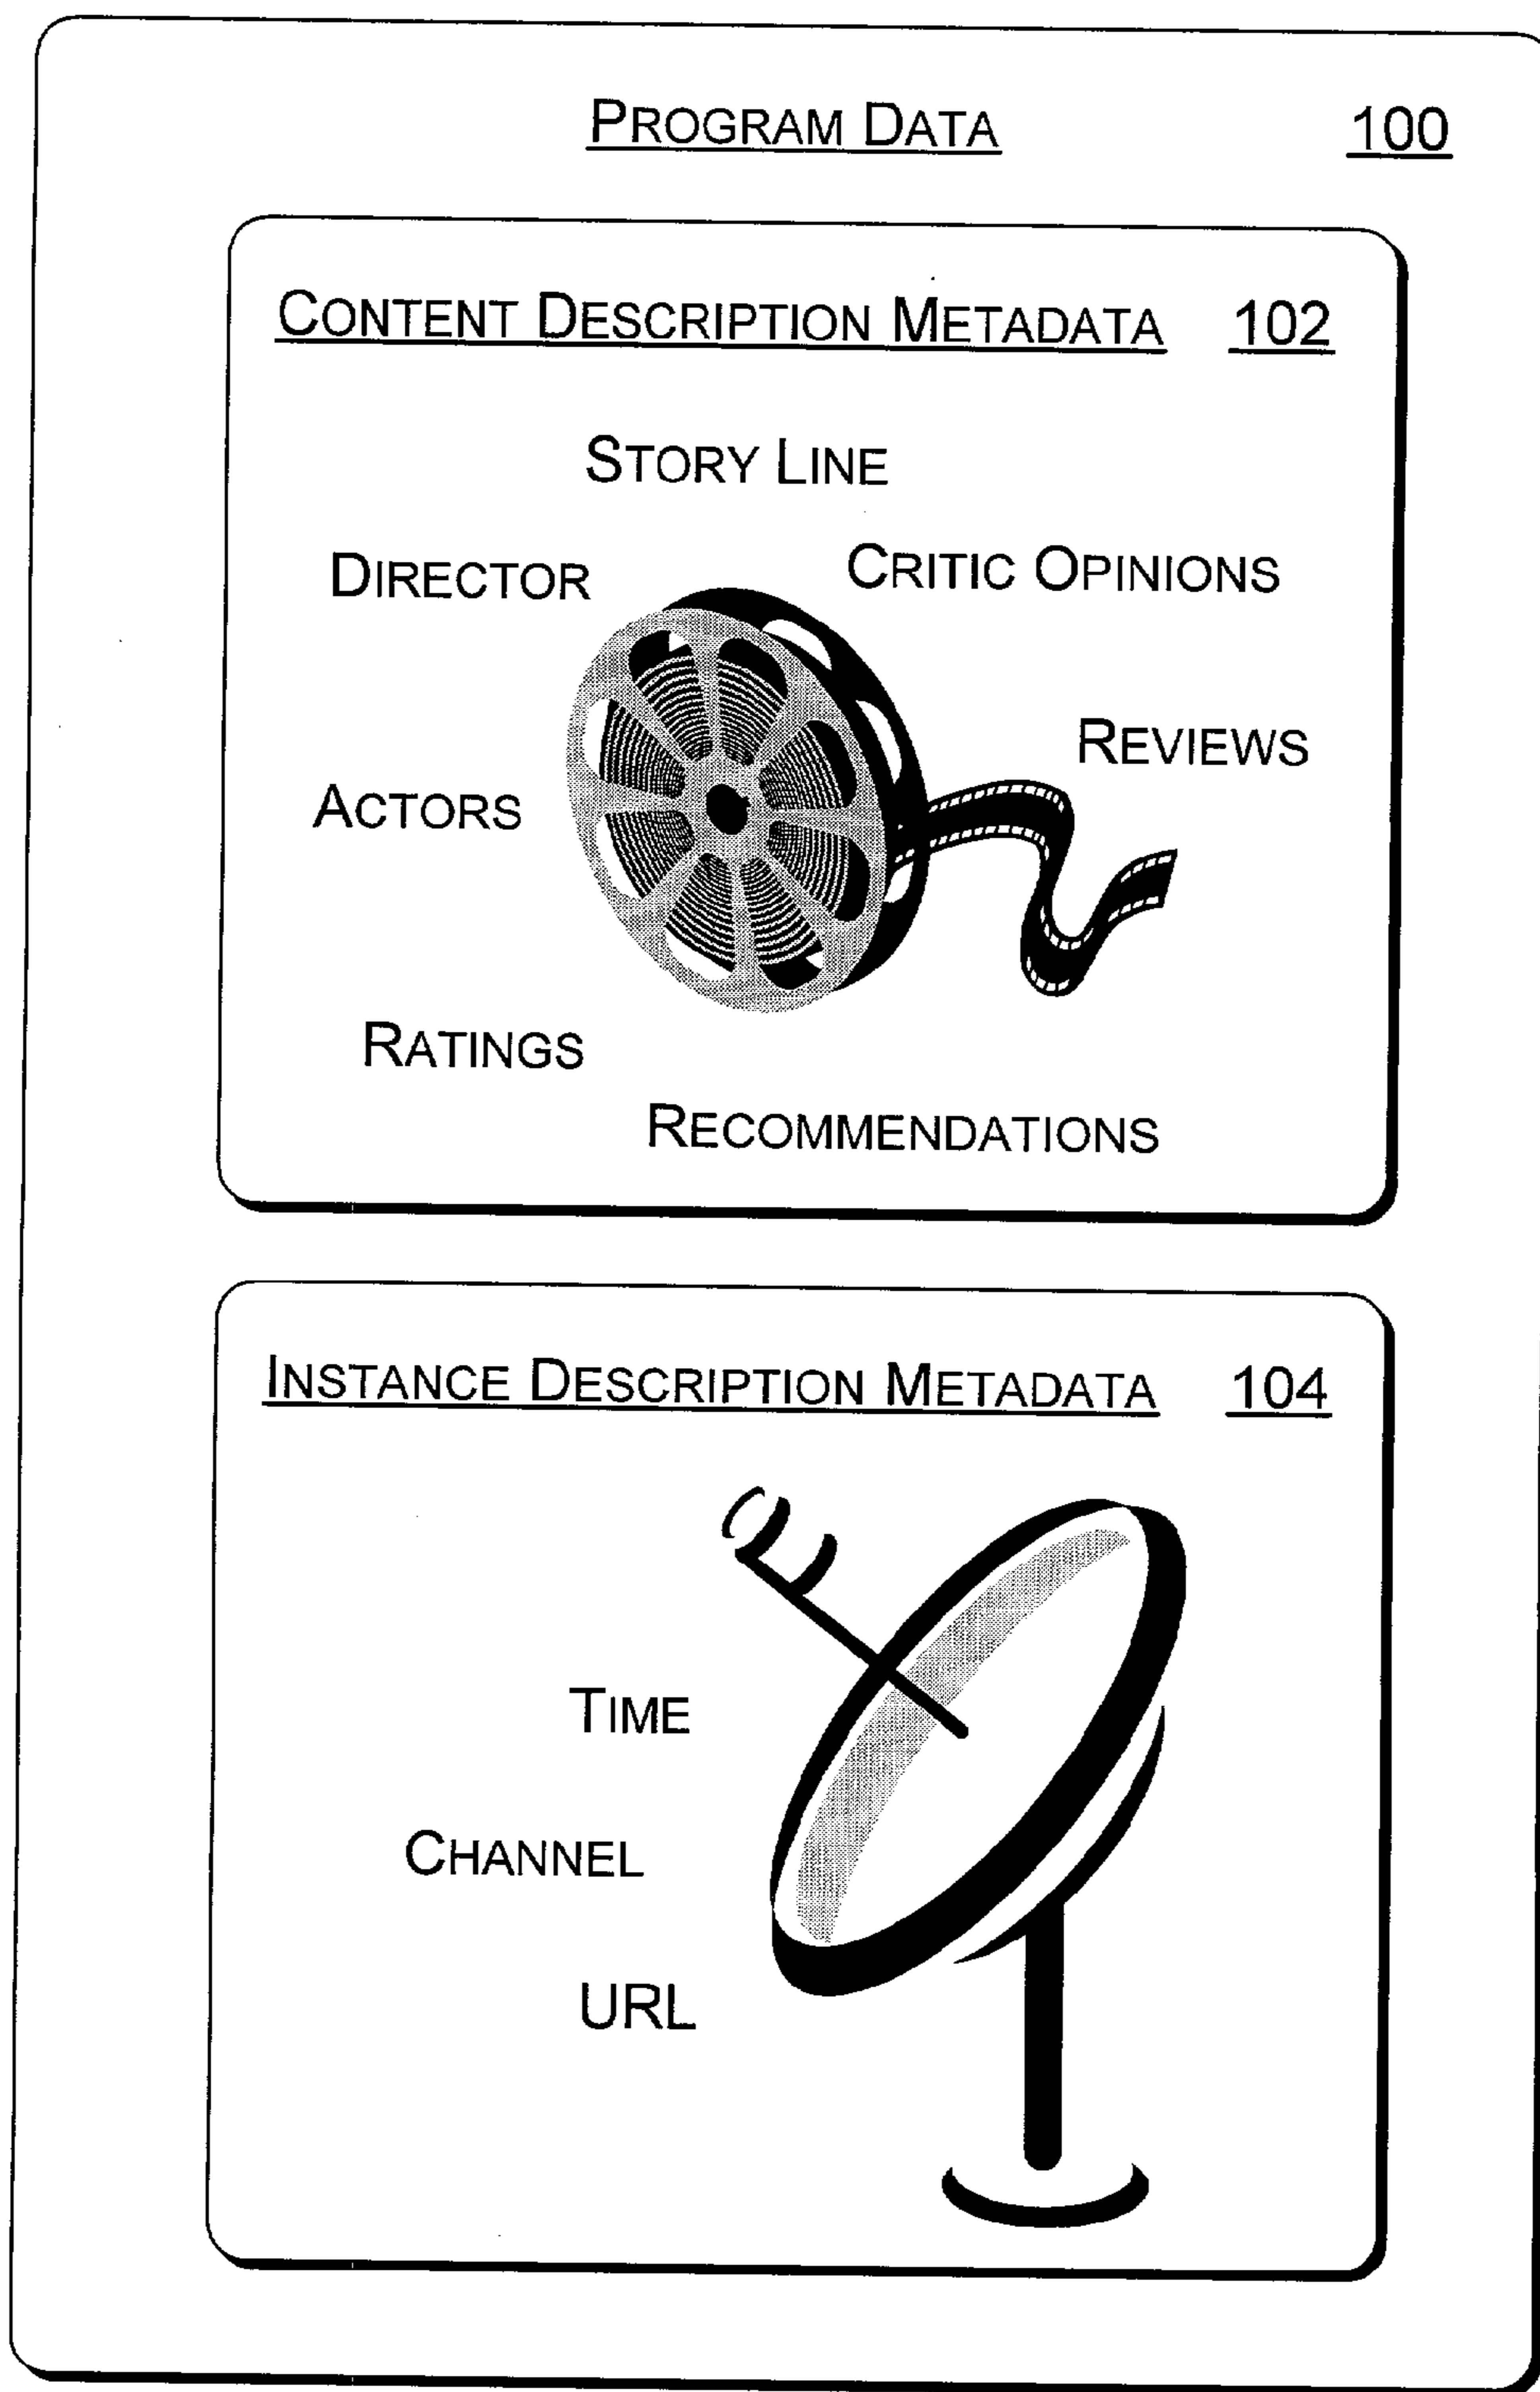 PROGRAM DATA 100
CONTENT DESCRIPTION METADATA 102
STORY LINE
DIRECTOR
CRITIC OPINIONS
REVIEWS
ACTORS
RATINGS
RECOMMENDATIONS
INSTANCE DESCRIPTION METADATA 104
TIME
CHANNEL
URL